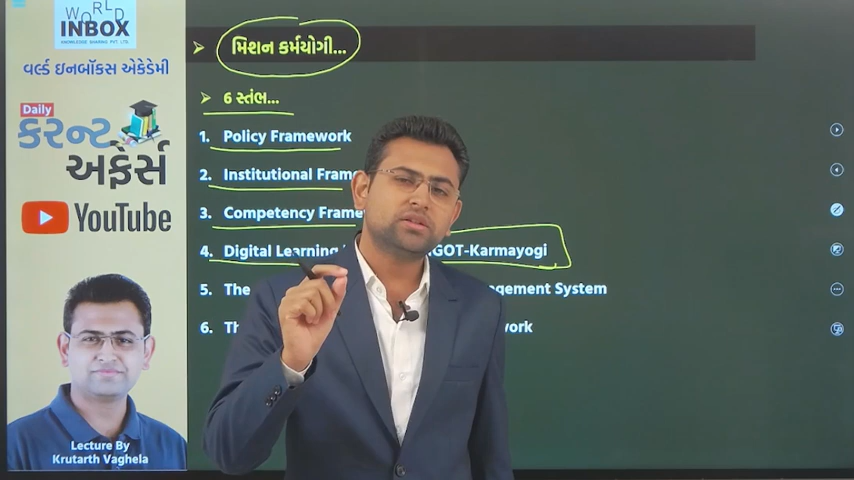 WORLD
INBOX
KNOWLEDGE SHARING PVT. LTD.
વર્લ્ડ ઇનબૉક્સ એકેડેમી
Daily
કરન્ટ
અફેર્સ
YouTube
Lecture By
Krutarth Vaghela
મિશન કર્મયોગી...
6 સ્તંભ...
1. Policy Framework
2. Institutional Fram
3. Competency Frame
4. Digital Learning iGOT-Karmayogi
5. The gement System
6. Th work